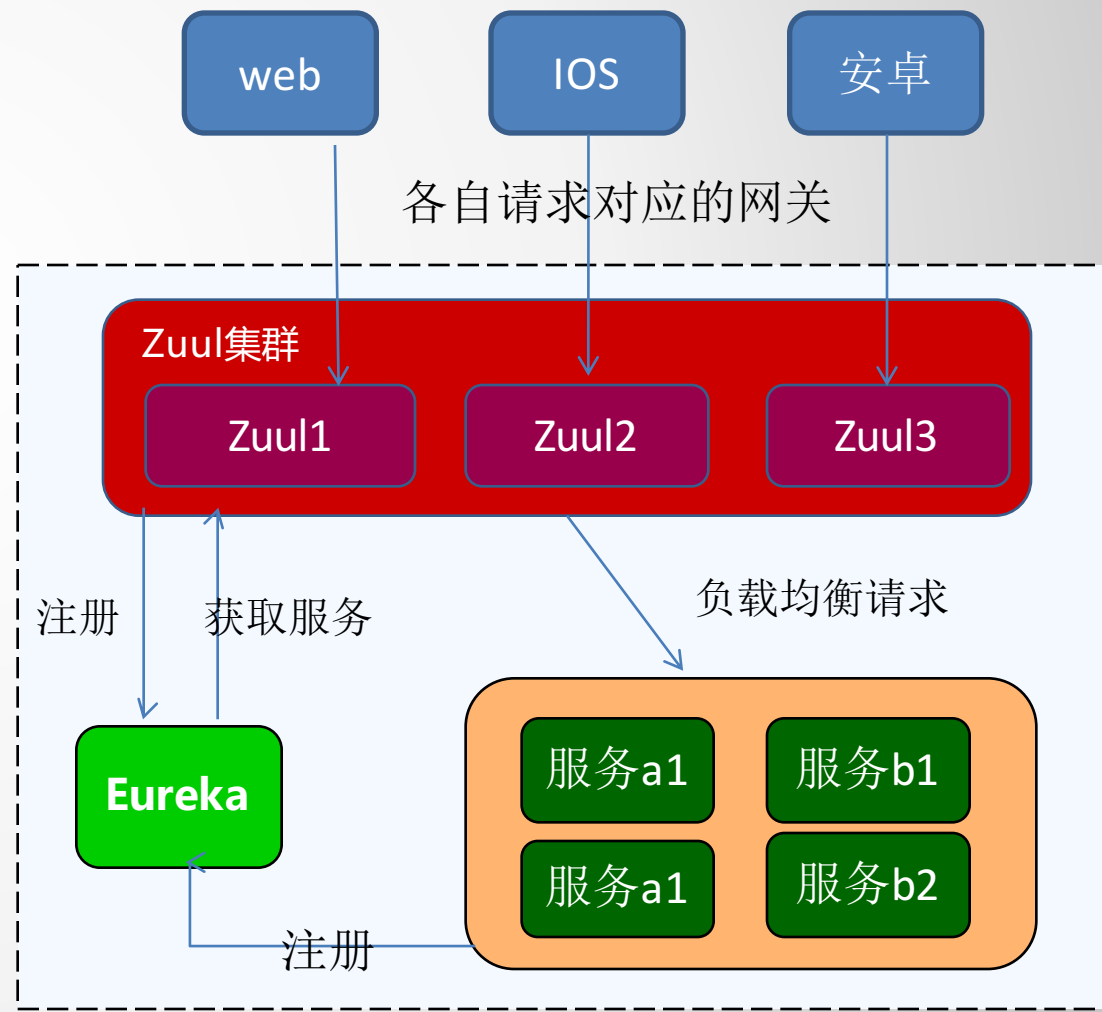 web
IOS
安卓
各自请求对应的网关
Zuul集群
Zuul1
Zuul2
Zuul3
注册
获取服务
负载均衡请求
Eureka
服务a1
服务b1
服务a1
服务b2
注册